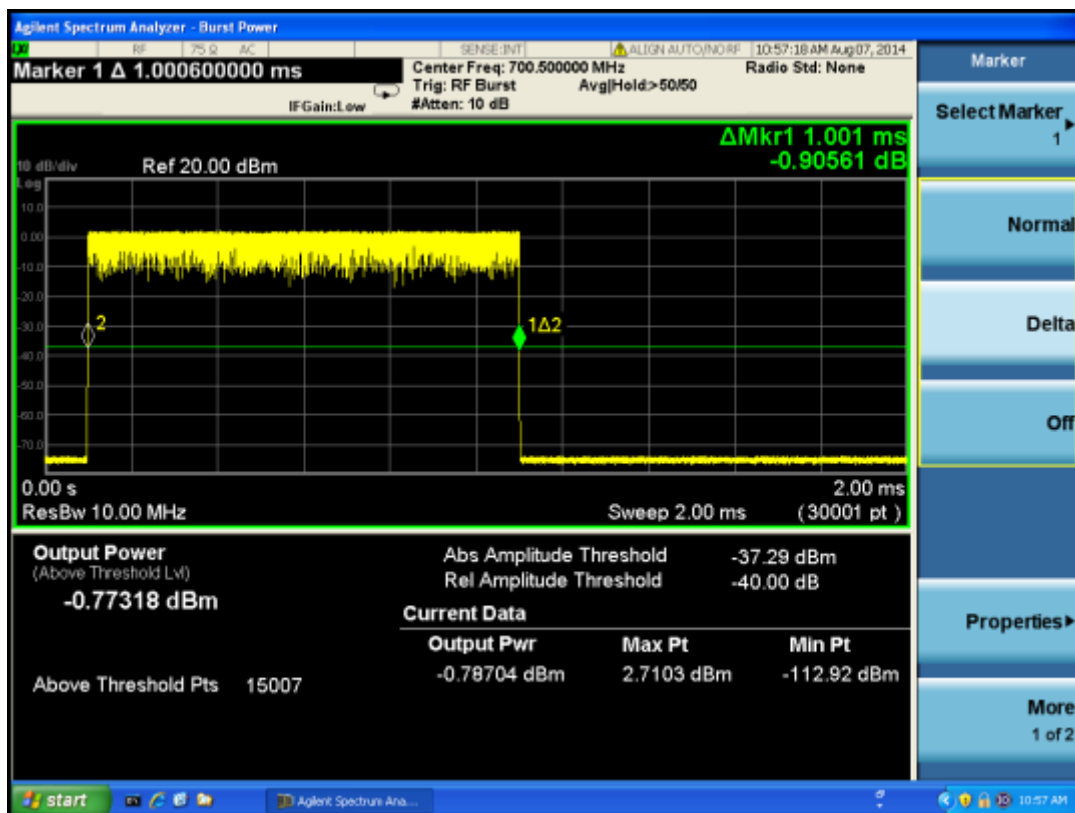 Agilent Spectrum Analyzer - Burst Power
RF 75 Ω AC SENSE:INT ALIGN AUTO/NO RF 10:57:18 AM Aug 07, 2014
Marker 1 Δ 1.000600000 ms
Center Freq: 700.500000 MHz
Radio Std: None
Trig: RF Burst
Avg|Hold:>50/50
IFGain:Low
#Atten: 10 dB
ΔMkr1 1.001 ms
-0.90561 dB
10 dB/div
Ref 20.00 dBm
Log
10.0
0.00
-10.0
-20.0
-30.0
-40.0
-50.0
-60.0
-70.0
2
1Δ2
0.00 s
2.00 ms
ResBw 10.00 MHz
Sweep 2.00 ms
(30001 pt)
Output Power
(Above Threshold Lvl)
-0.77318 dBm
Above Threshold Pts 15007
Abs Amplitude Threshold -37.29 dBm
Rel Amplitude Threshold -40.00 dB
Current Data
Output Pwr Max Pt Min Pt
-0.78704 dBm 2.7103 dBm -112.92 dBm
Marker
Select Marker
1
Normal
Delta
Off
Properties
More
1 of 2
start
Agilent Spectrum Ana...
10:57 AM